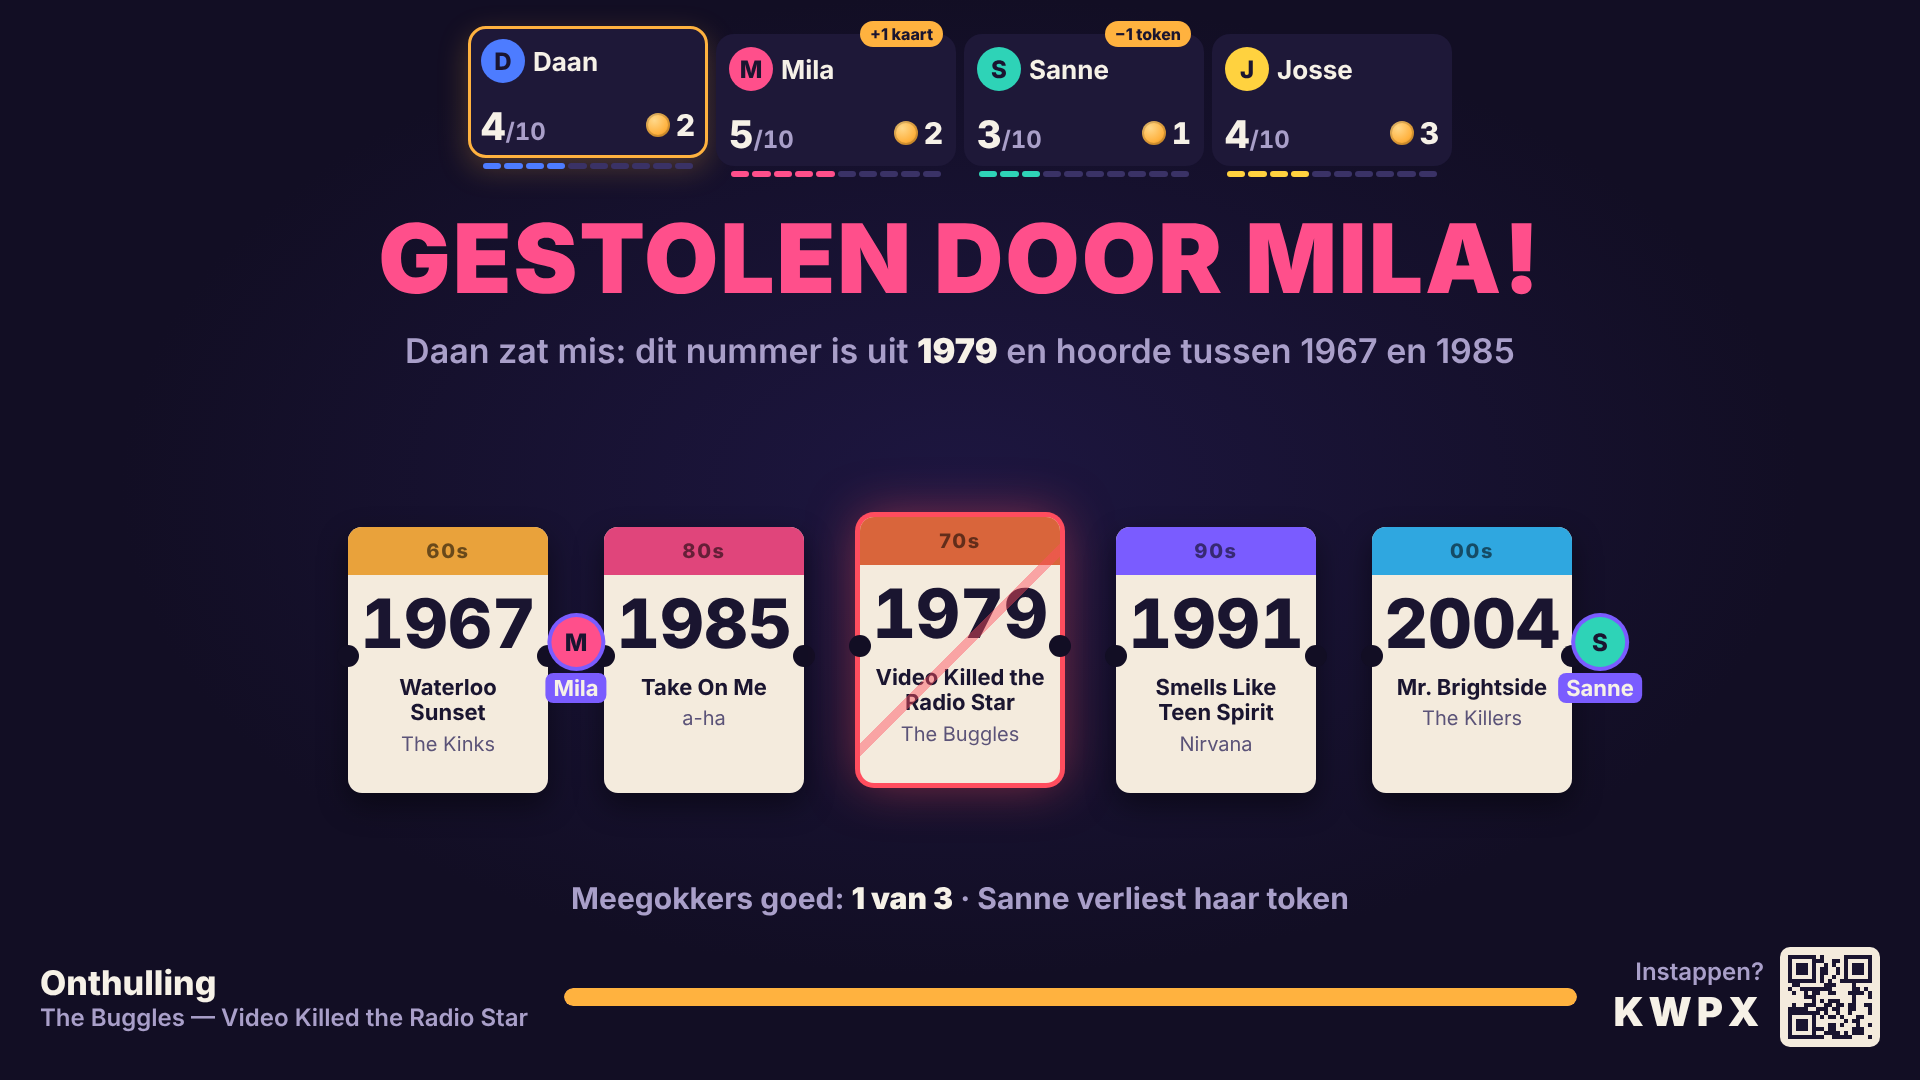 D Daan
4/10 2
+1 kaart
M Mila
5/10 2
−1 token
S Sanne
3/10 1
J Josse
4/10 3
GESTOLEN DOOR MILA!
Daan zat mis: dit nummer is uit 1979 en hoorde tussen 1967 en 1985
60s
1967
Waterloo
Sunset
The Kinks
M
Mila
80s
1985
Take On Me
a-ha
70s
1979
Video Killed the
Radio Star
The Buggles
90s
1991
Smells Like
Teen Spirit
Nirvana
00s
2004
Mr. Brightside
The Killers
S
Sanne
Meegokkers goed: 1 van 3 · Sanne verliest haar token
Onthulling
The Buggles — Video Killed the Radio Star
Instappen?
KWPX